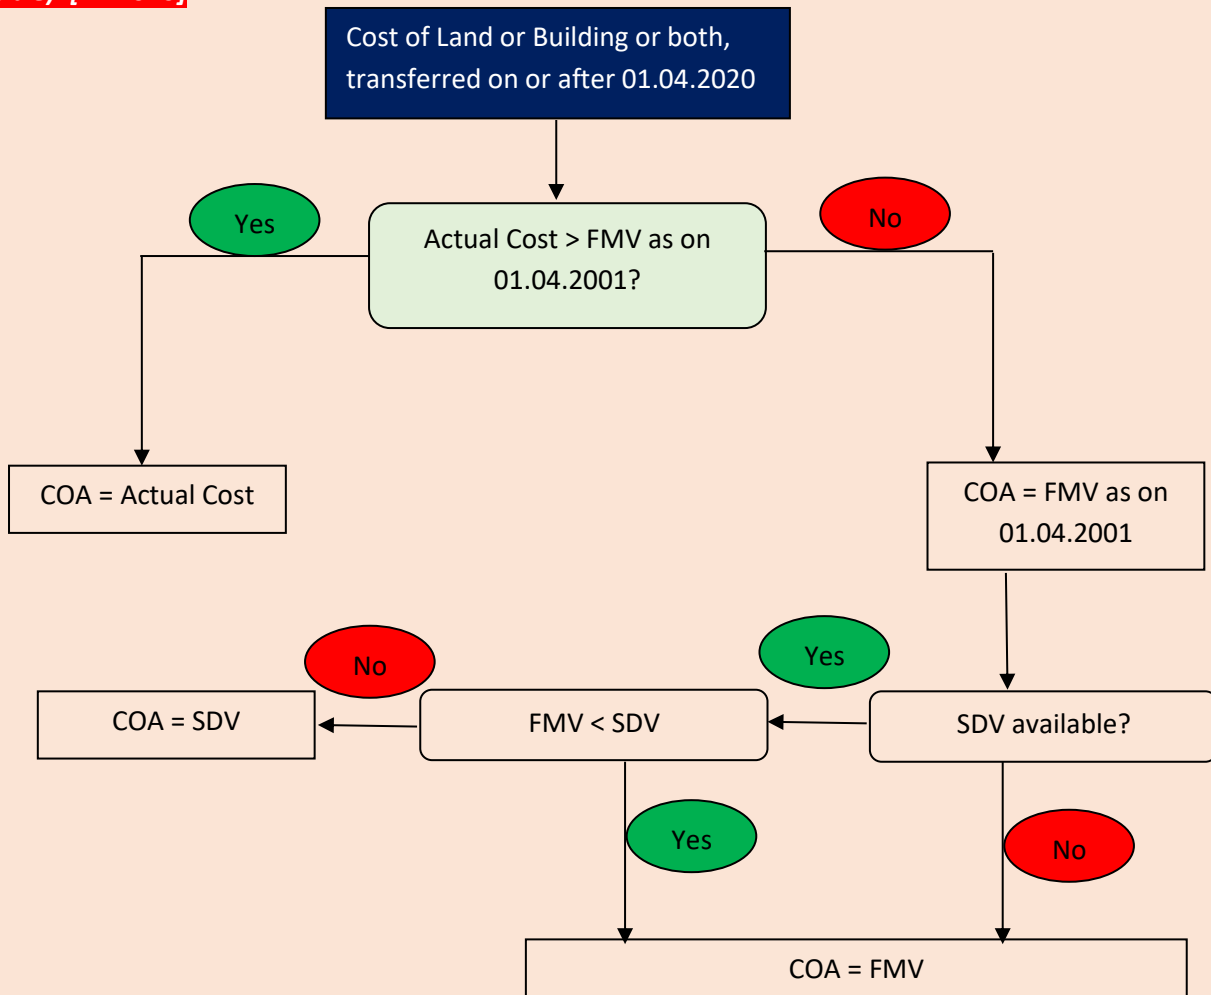 Cost of Land or Building or both,
transferred on or after 01.04.2020
Yes
No
Actual Cost > FMV as on
01.04.2001?
COA = Actual Cost
COA = FMV as on
01.04.2001
Yes
No
COA = SDV
FMV < SDV
SDV available?
Yes
No
COA = FMV